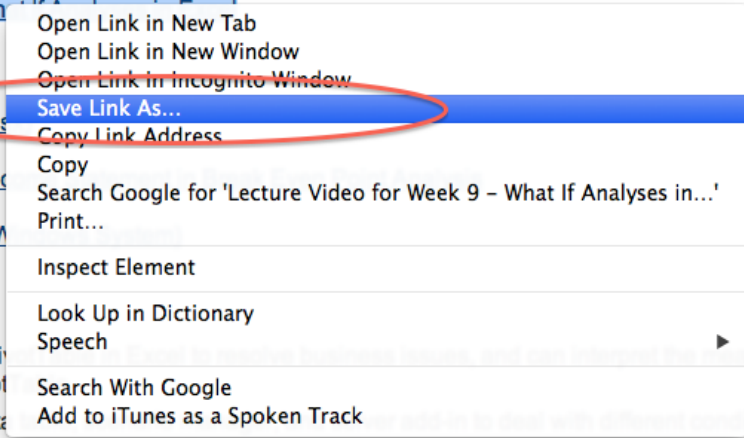 Open Link in New Tab
Open Link in New Window
Open Link in Incognito Window
Save Link As...
Copy Link Address
Copy
Search Google for 'Lecture Video for Week 9 – What If Analyses in...'
Print...
Inspect Element
Look Up in Dictionary
Speech
Search With Google
Add to iTunes as a Spoken Track